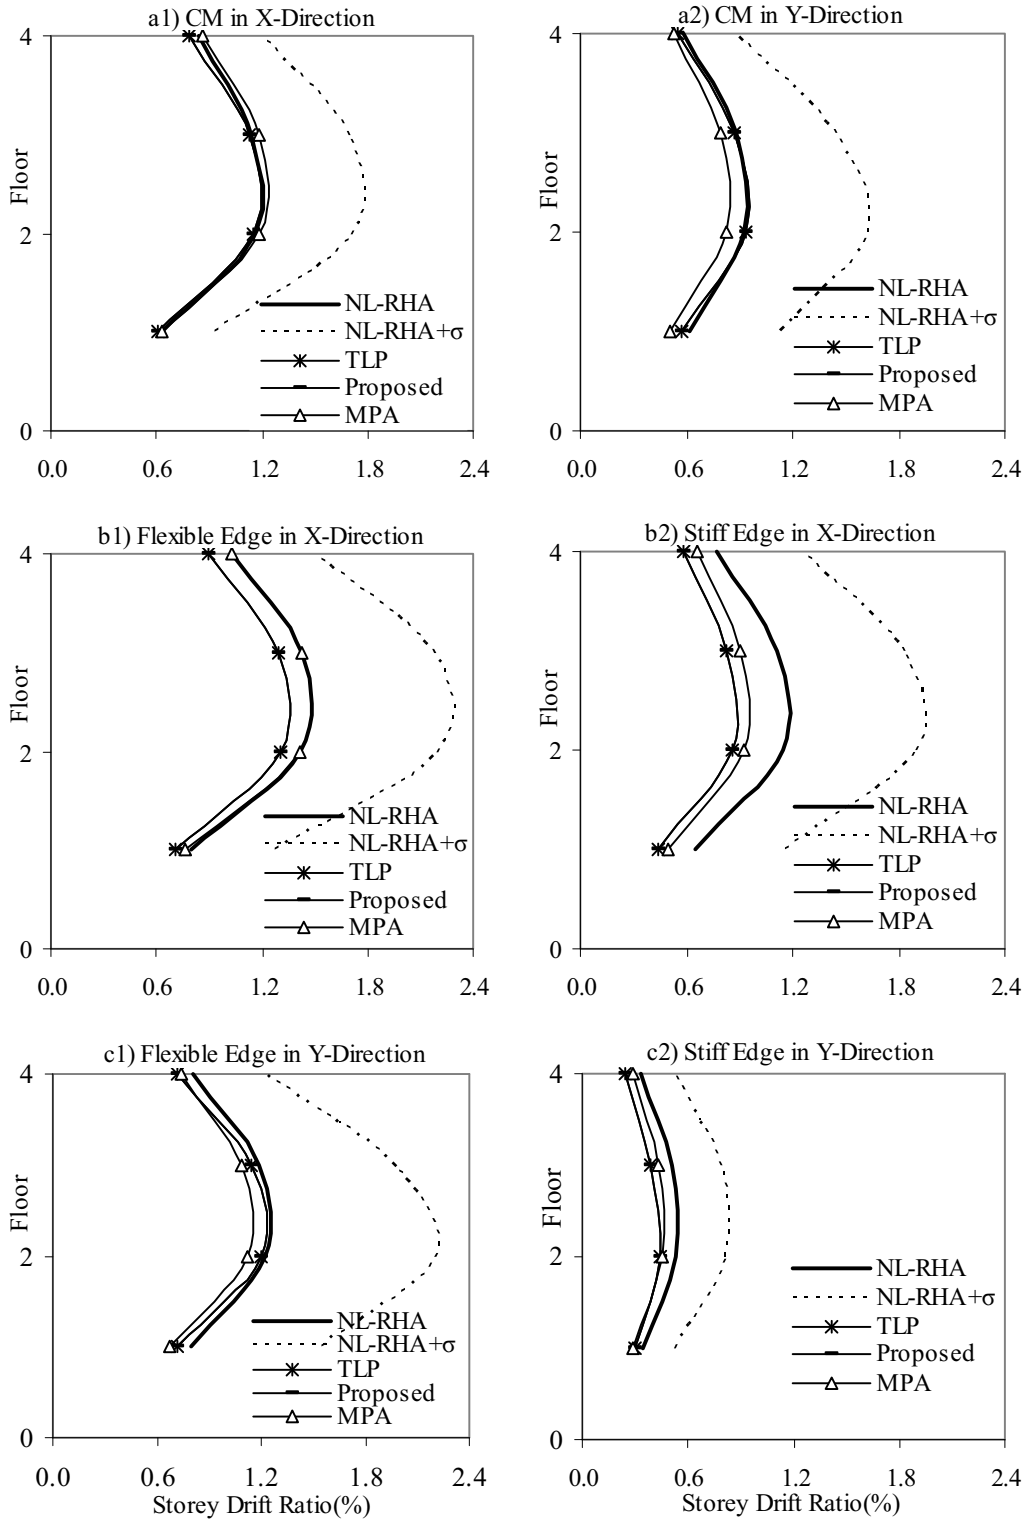 a1) CM in X-Direction
4
2
0
Floor
0.0 0.6 1.2 1.8 2.4
NL-RHA
NL-RHA+σ
TLP
Proposed
MPA
a2) CM in Y-Direction
4
2
0
Floor
0.0 0.6 1.2 1.8 2.4
NL-RHA
NL-RHA+σ
TLP
Proposed
MPA
b1) Flexible Edge in X-Direction
4
2
0
Floor
0.0 0.6 1.2 1.8 2.4
NL-RHA
NL-RHA+σ
TLP
Proposed
MPA
b2) Stiff Edge in X-Direction
4
2
0
Floor
0.0 0.6 1.2 1.8 2.4
NL-RHA
NL-RHA+σ
TLP
Proposed
MPA
c1) Flexible Edge in Y-Direction
4
2
0
Floor
0.0 0.6 1.2 1.8 2.4
Storey Drift Ratio(%)
NL-RHA
NL-RHA+σ
TLP
Proposed
MPA
c2) Stiff Edge in Y-Direction
4
2
0
Floor
0.0 0.6 1.2 1.8 2.4
Storey Drift Ratio(%)
NL-RHA
NL-RHA+σ
TLP
Proposed
MPA